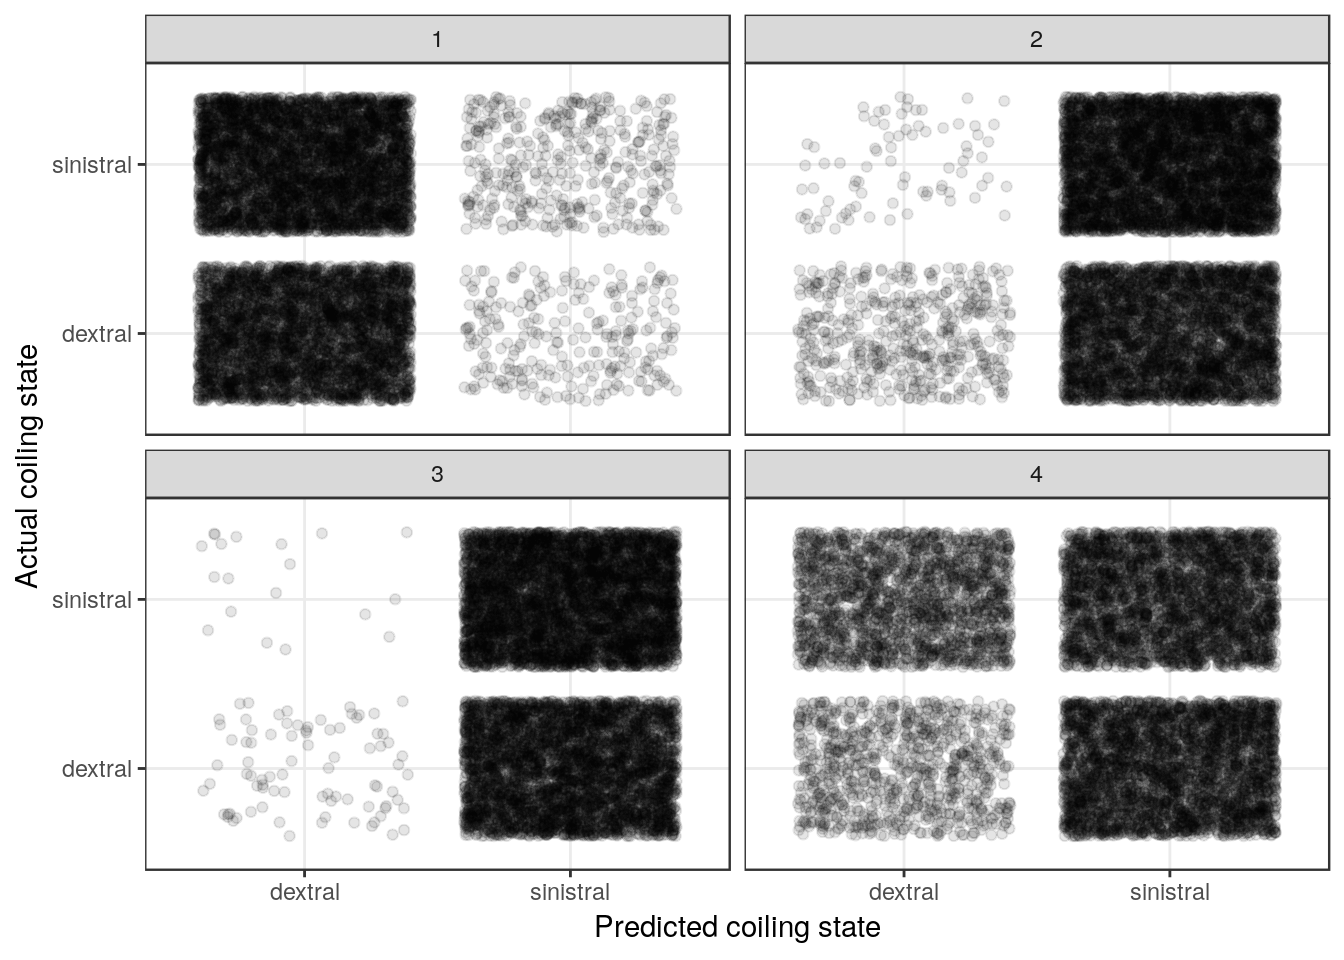 1
2
sinistral
dextral
3
4
sinistral
dextral
dextral
sinistral
dextral
sinistral
Predicted coiling state
Actual coiling state